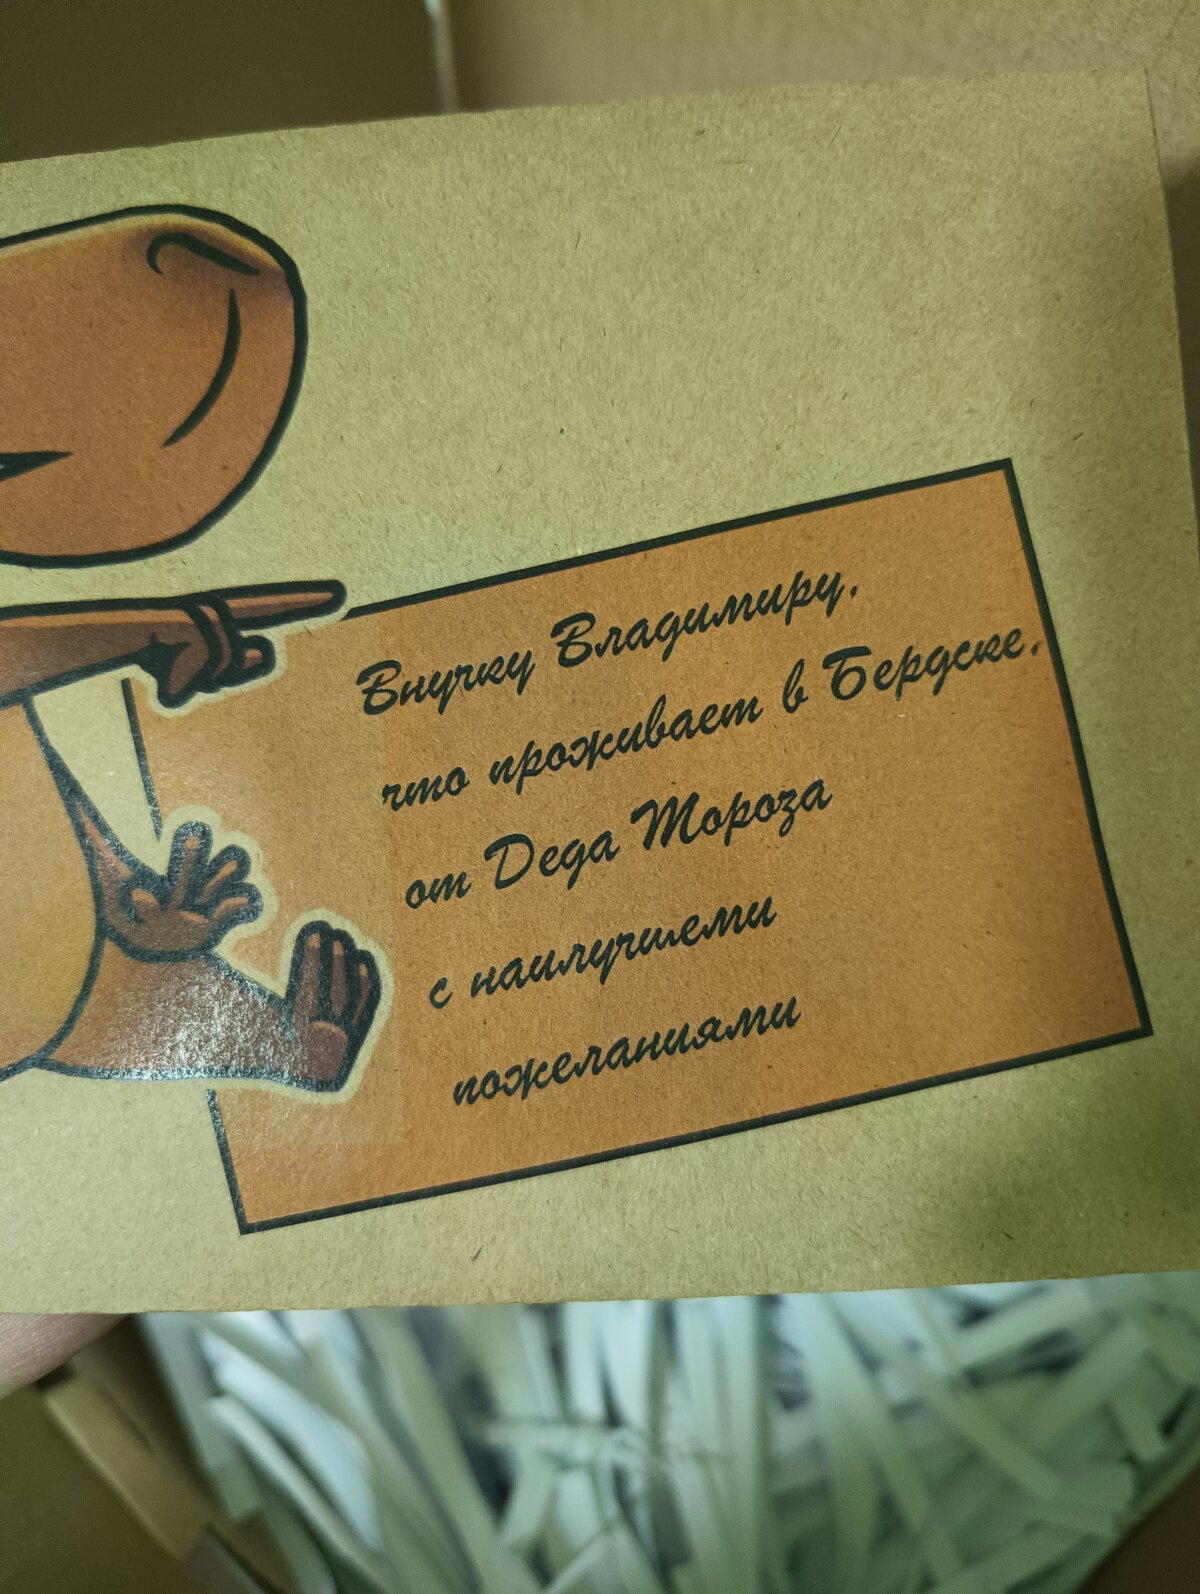 Внучку Владимиру,
что проживает в Бердске,
от Деда Мороза
с наилучшеми
пожеланиями